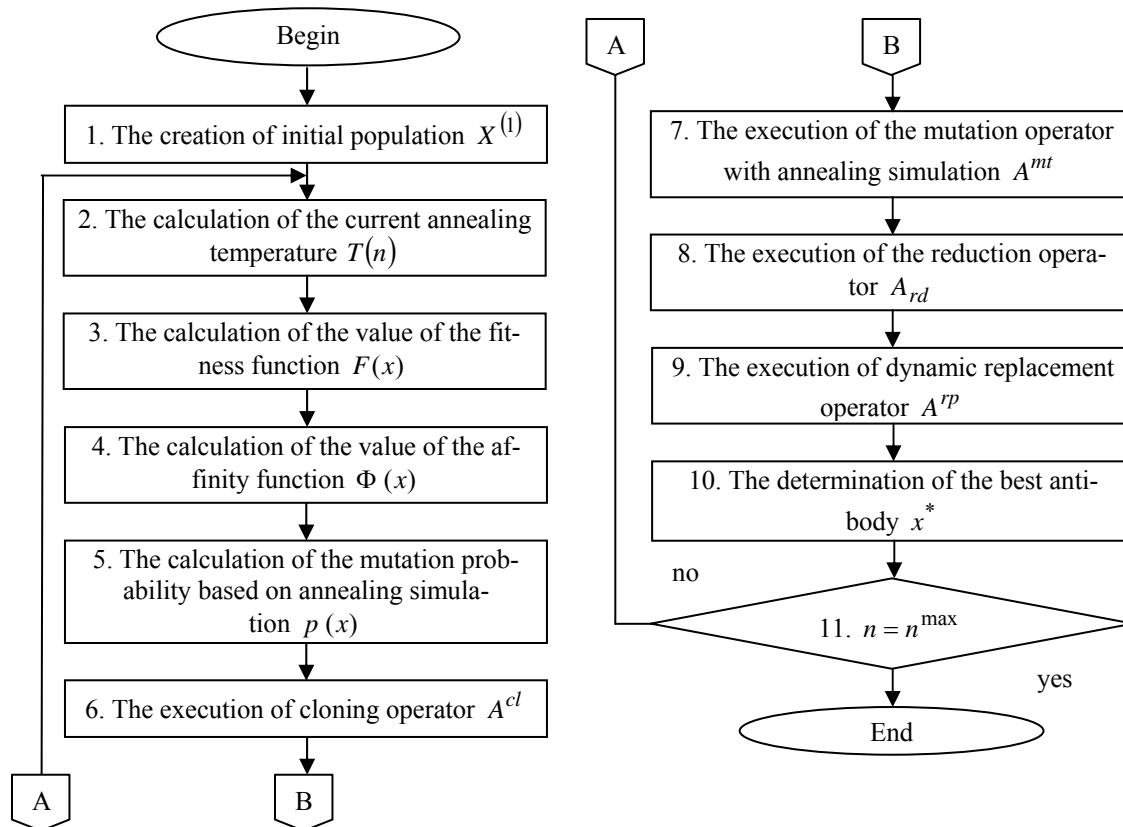 Begin
1. The creation of initial population X^(1)
2. The calculation of the current annealing
temperature T(n)
3. The calculation of the value of the fit-
ness function F(x)
4. The calculation of the value of the af-
finity function Φ (x)
5. The calculation of the mutation prob-
ability based on annealing simula-
tion p (x)
6. The execution of cloning operator A^cl
A
B
A
B
7. The execution of the mutation operator
with annealing simulation A^mt
8. The execution of the reduction opera-
tor A_rd
9. The execution of dynamic replacement
operator A^rp
10. The determination of the best anti-
body x^*
no
11. n = n^max
yes
End